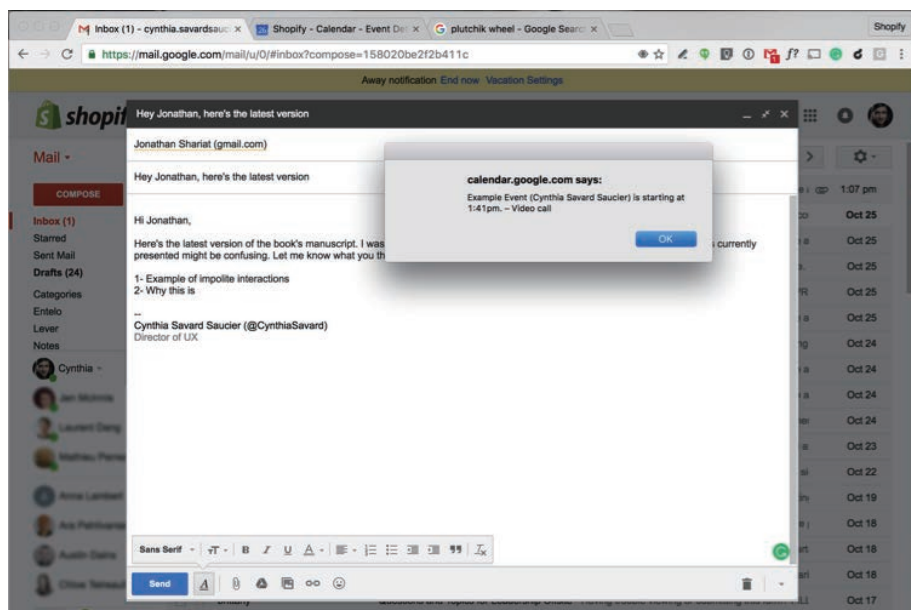 Inbox (1) - cynthia.savardsauc
Shopify - Calendar - Event De
plutchik wheel - Google Searc
Shopify
https://mail.google.com/mail/u/0/#inbox?compose=158020be2f2b411c
Away notification End now Vacation Settings
shopif
Hey Jonathan, here's the latest version
Jonathan Shariat (gmail.com)
Mail
Hey Jonathan, here's the latest version
calendar.google.com says:
Example Event (Cynthia Savard Saucier) is starting at
1:41pm. – Video call
OK
COMPOSE
1:07 pm
Inbox (1)
Starred
Sent Mail
Drafts (24)
Categories
Entelo
Lever
Notes
Cynthia
Hi Jonathan,
Here's the latest version of the book's manuscript. I was
s currently
presented might be confusing. Let me know what you th
1- Example of impolite interactions
2- Why this is
--
Cynthia Savard Saucier (@CynthiaSavard)
Director of UX
Oct 25
Oct 25
Oct 25
Oct 25
Oct 25
Oct 24
Oct 24
Oct 24
Oct 24
Oct 23
Oct 22
Oct 19
Oct 18
Oct 18
Oct 18
Oct 17
Sans Serif
Send